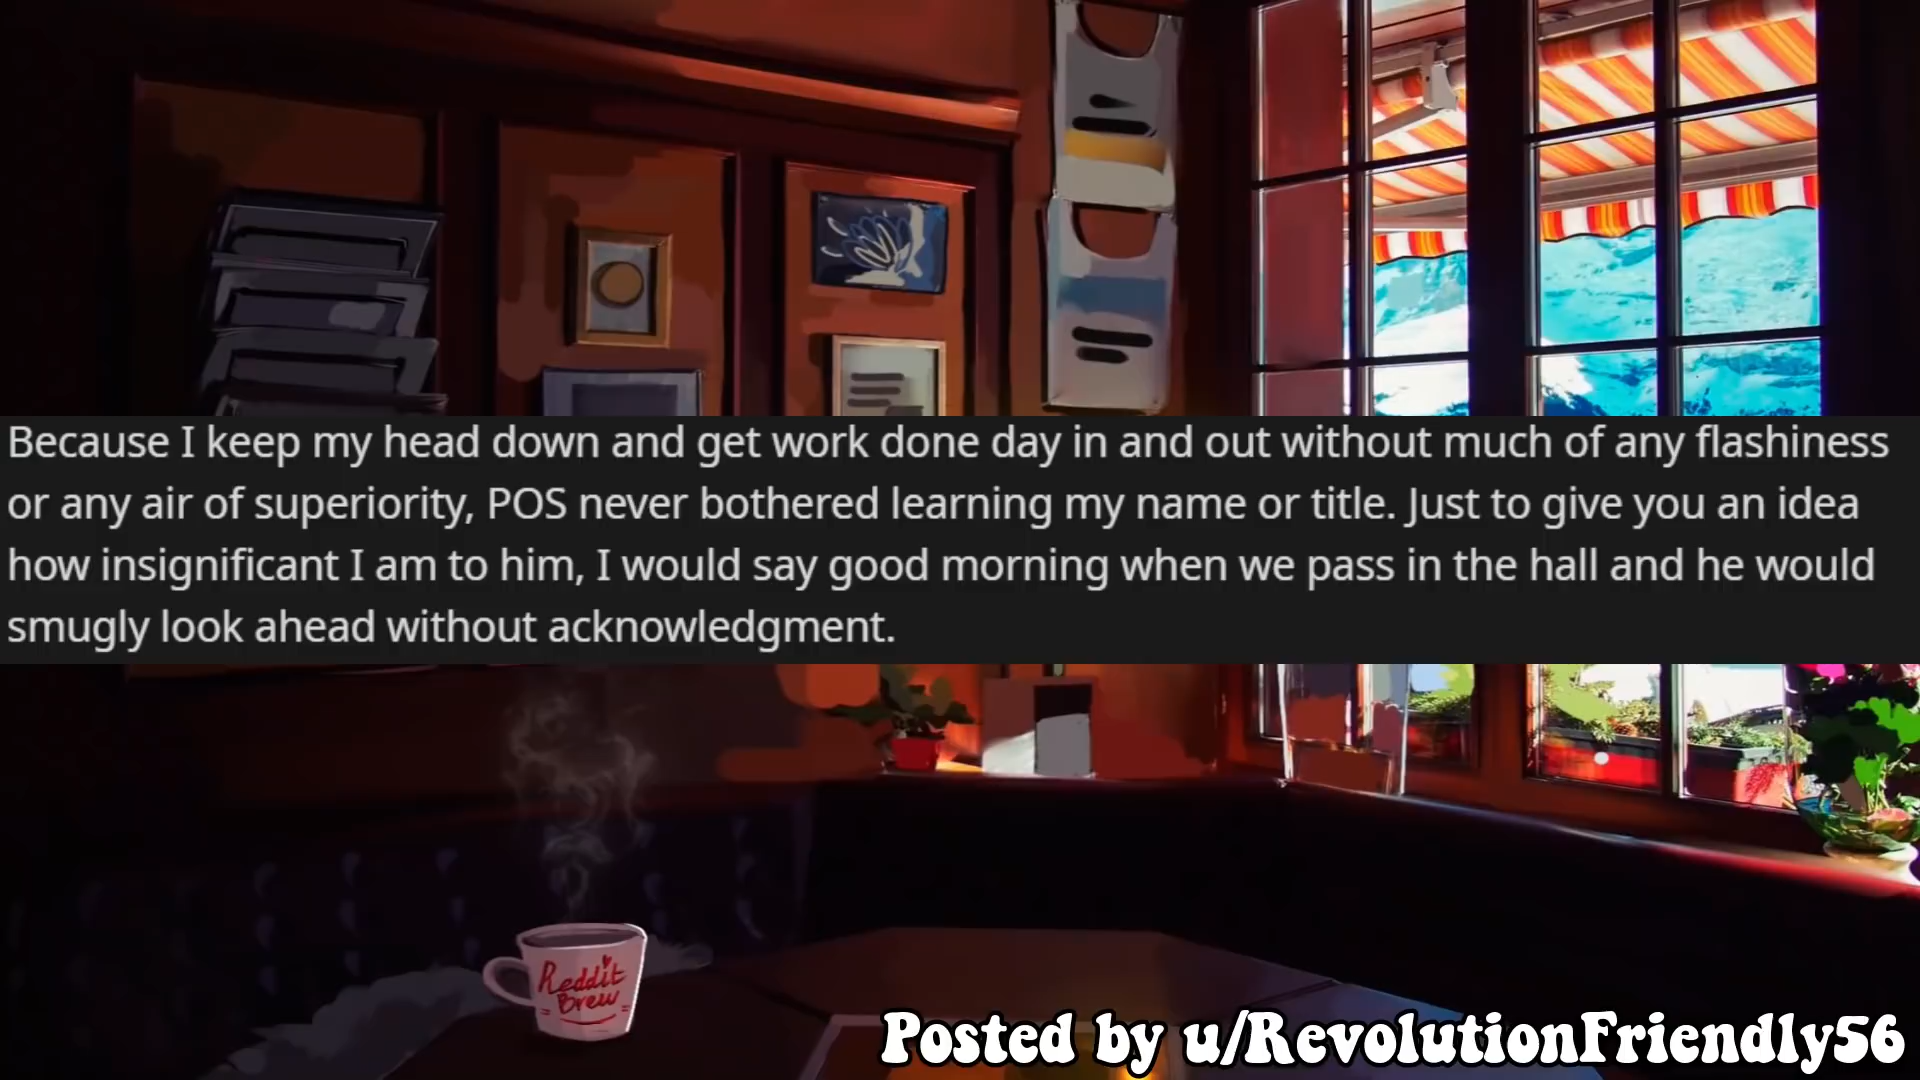 Because I keep my head down and get work done day in and out without much of any flashiness
or any air of superiority, POS never bothered learning my name or title. Just to give you an idea
how insignificant I am to him, I would say good morning when we pass in the hall and he would
smugly look ahead without acknowledgment.
Reddit
Brew
Posted by u/RevolutionFriendly56